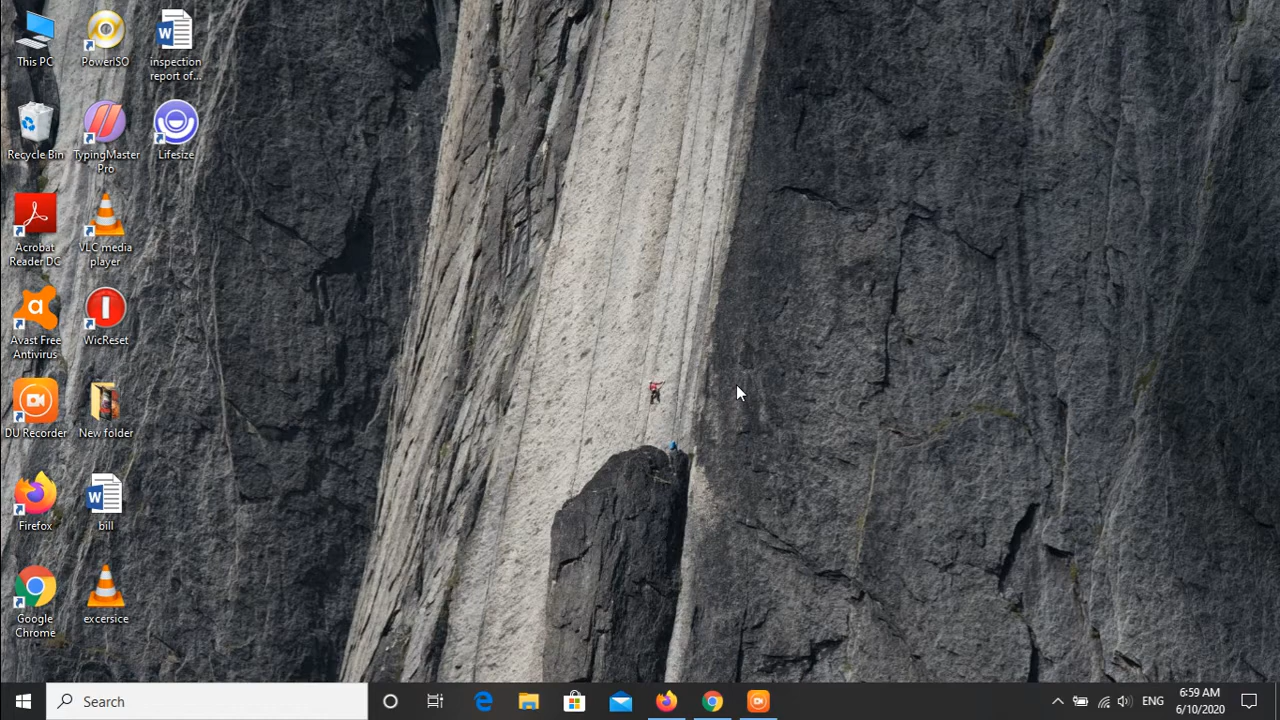 This PC
PowerISO
inspection
report of...
Recycle Bin
TypingMaster
Pro
Lifesize
Acrobat
Reader DC
VLC media
player
Avast Free
Antivirus
WicReset
DU Recorder
New folder
Firefox
bill
Google
Chrome
excersice
Search
ENG
6:59 AM
6/10/2020